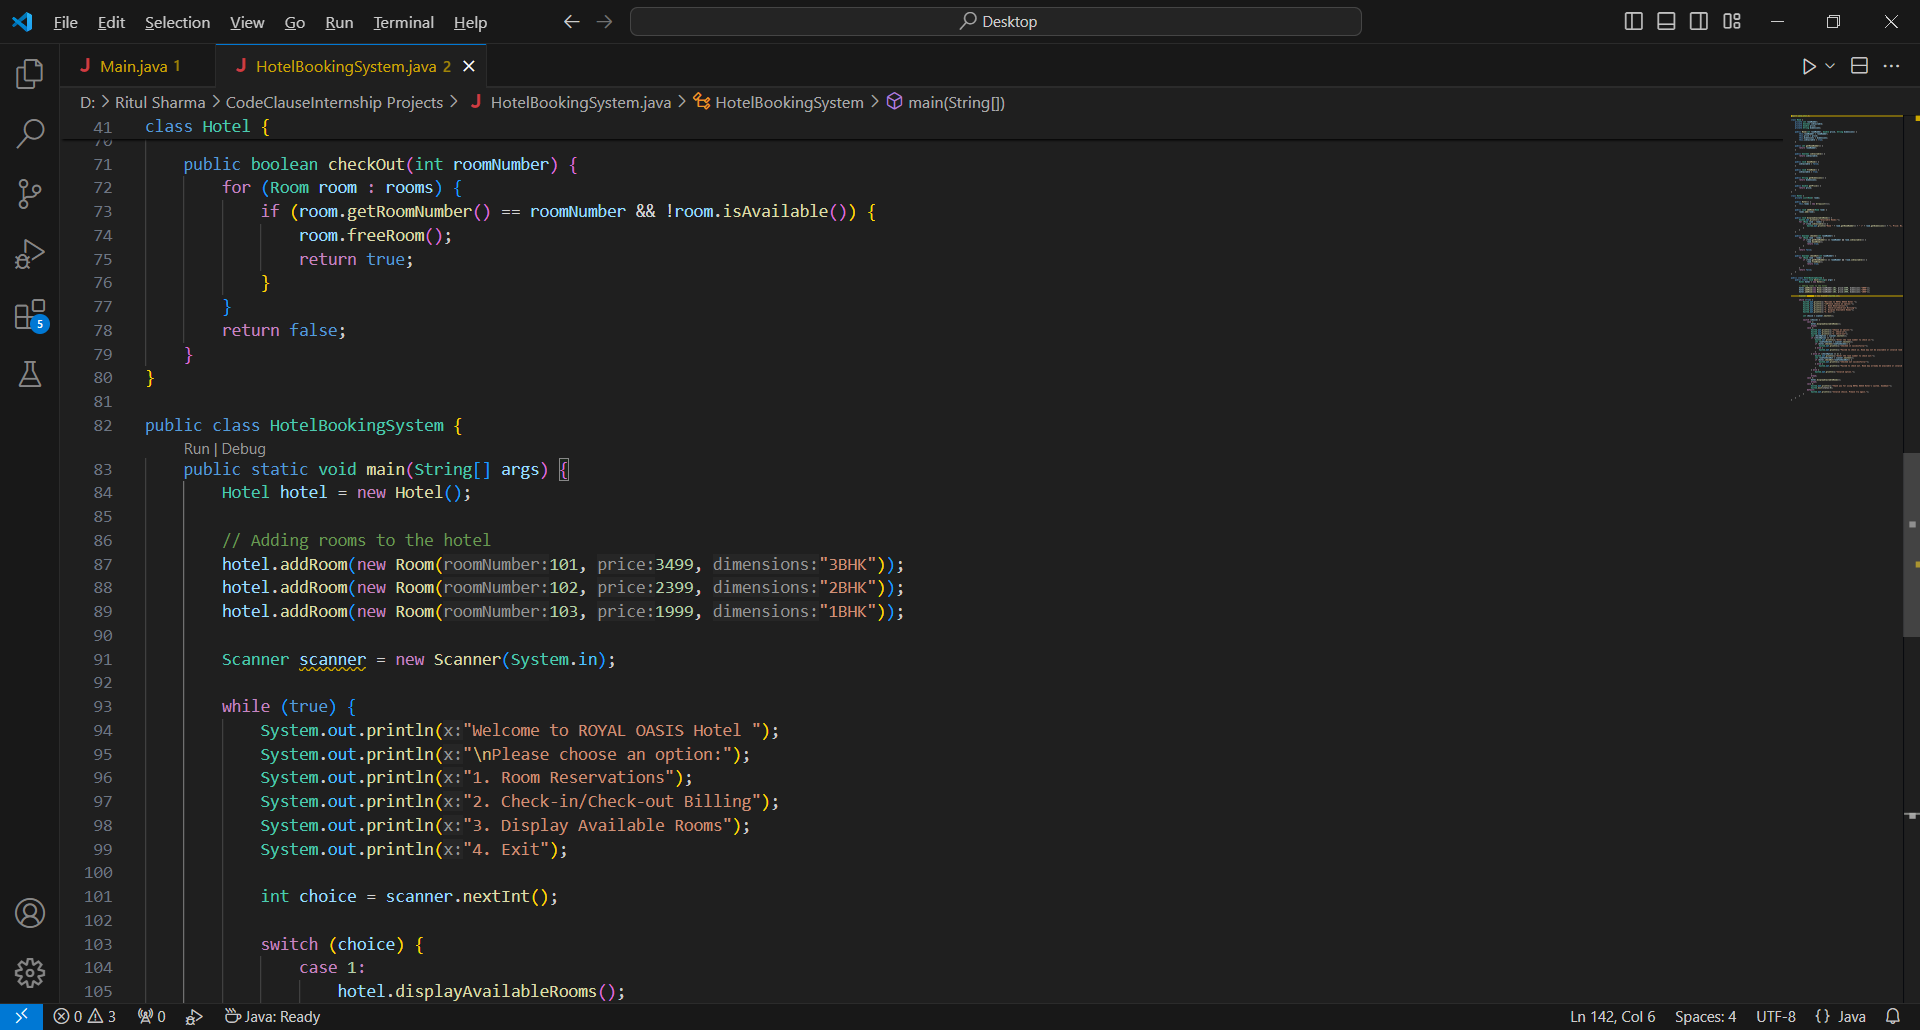 File Edit Selection View Go Run Terminal Help
Desktop
Main.java 1
HotelBookingSystem.java 2
D: > Ritul Sharma > CodeClauseInternship Projects > HotelBookingSystem.java > HotelBookingSystem > main(String[])
41 class Hotel {
70
71 public boolean checkOut(int roomNumber) {
72 for (Room room : rooms) {
73 if (room.getRoomNumber() == roomNumber && !room.isAvailable()) {
74 room.freeRoom();
75 return true;
76 }
77 }
78 return false;
79 }
80 }
81
82 public class HotelBookingSystem {
Run | Debug
83 public static void main(String[] args) {
84 Hotel hotel = new Hotel();
85
86 // Adding rooms to the hotel
87 hotel.addRoom(new Room(roomNumber:101, price:3499, dimensions:"3BHK"));
88 hotel.addRoom(new Room(roomNumber:102, price:2399, dimensions:"2BHK"));
89 hotel.addRoom(new Room(roomNumber:103, price:1999, dimensions:"1BHK"));
90
91 Scanner scanner = new Scanner(System.in);
92
93 while (true) {
94 System.out.println(x:"Welcome to ROYAL OASIS Hotel ");
95 System.out.println(x:"\nPlease choose an option:");
96 System.out.println(x:"1. Room Reservations");
97 System.out.println(x:"2. Check-in/Check-out Billing");
98 System.out.println(x:"3. Display Available Rooms");
99 System.out.println(x:"4. Exit");
100
101 int choice = scanner.nextInt();
102
103 switch (choice) {
104 case 1:
105 hotel.displayAvailableRooms();
5
0 3 0 Java: Ready
Ln 142, Col 6 Spaces: 4 UTF-8 {} Java